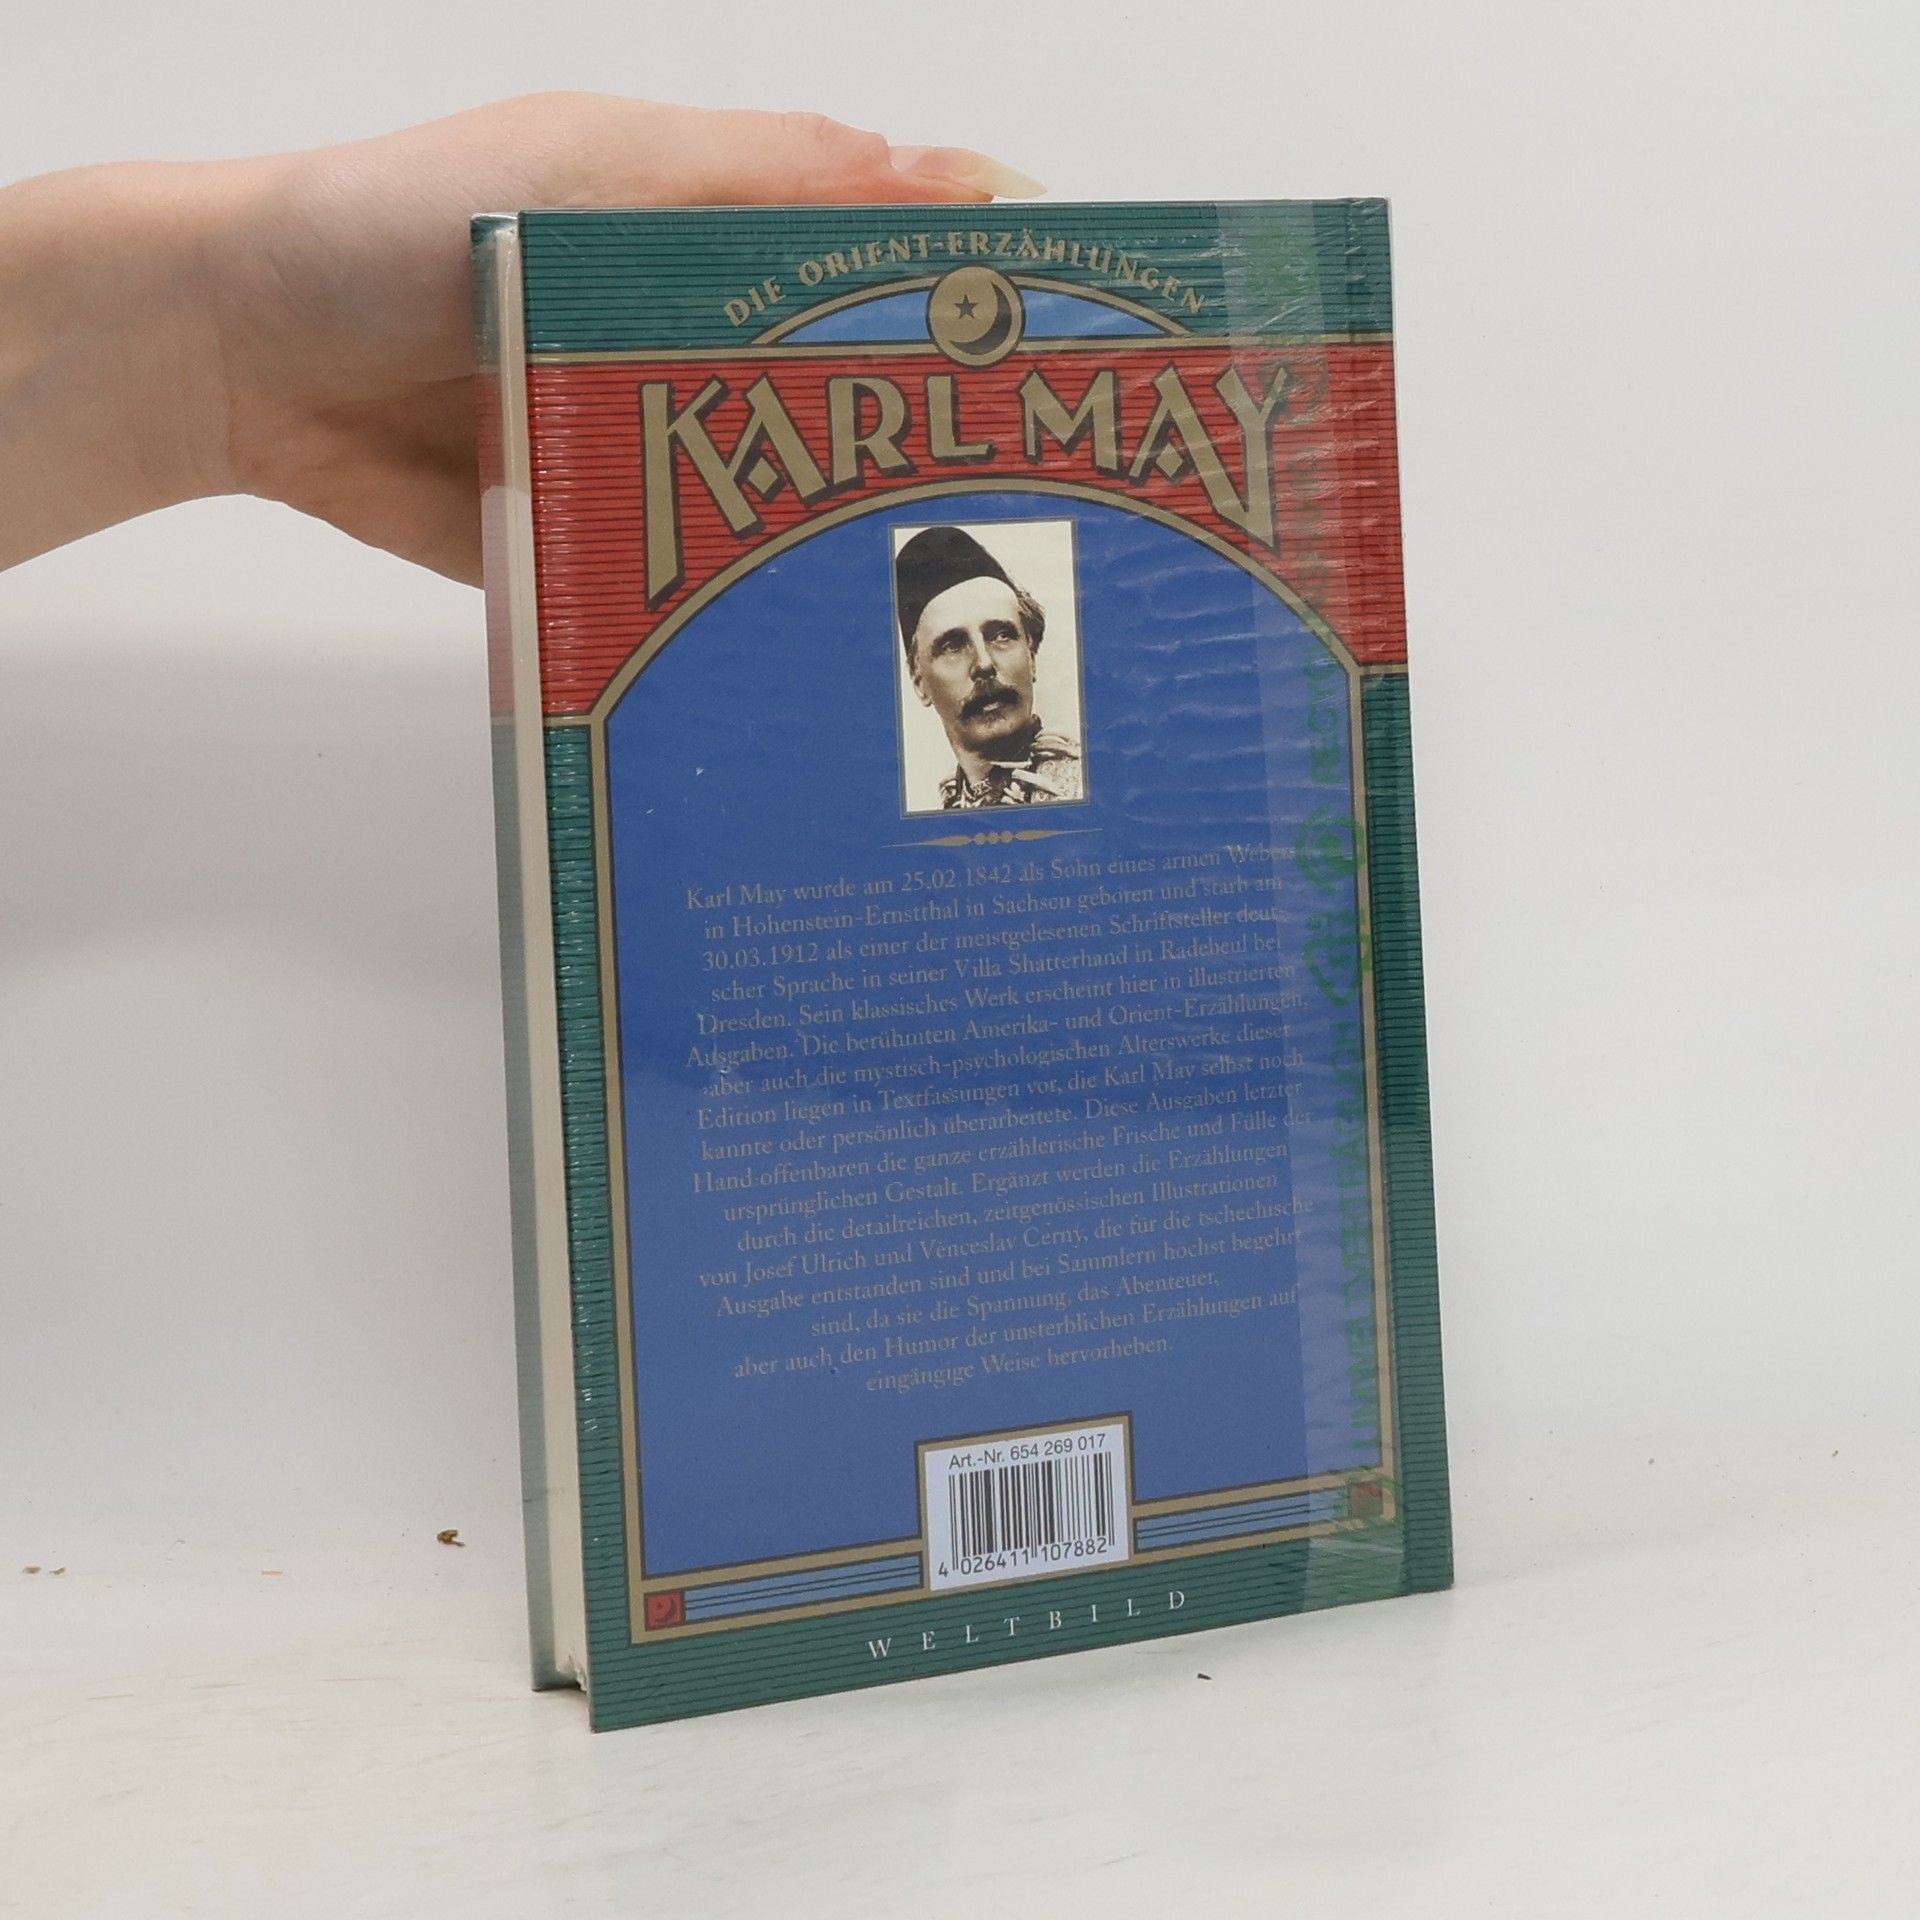 DIE ORIENT-ERZÄHLUNGEN
KARL MAY
Karl May wurde am 25.02.1842 als Sohn eines armen Webers
in Hohenstein-Ernstthal in Sachsen geboren und starb am
30.03.1912 als einer der meistgelesenen Schriftsteller deut-
scher Sprache in seiner Villa Shatterhand in Radebeul bei
Dresden. Sein klassisches Werk erscheint hier in illustrierten
Ausgaben. Die berühmten Amerika- und Orient-Erzählungen,
aber auch die mystisch-psychologischen Alterswerke dieser
Edition liegen in Textfassungen vor, die Karl May selbst noch
kannte oder persönlich überarbeitete. Diese Ausgaben letzter
Hand offenbaren die ganze erzählerische Frische und Fülle der
ursprünglichen Gestalt. Ergänzt werden die Erzählungen
durch die detailreichen, zeitgenössischen Illustrationen
von Josef Ulrich und Vènceslav Černy, die für die tschechische
Ausgabe entstanden sind und bei Sammlern höchst begehrt
sind, da sie die Spannung, das Abenteuer,
aber auch den Humor der unsterblichen Erzählungen auf
eingängige Weise hervorheben.
Art.-Nr. 654 269 017
4 026411 107882
WELTBILD
UMWELTVERTRÄGLICH